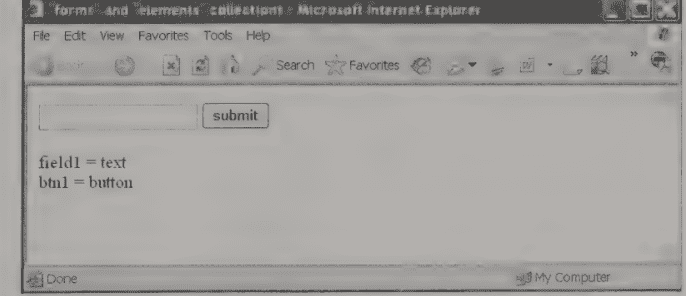 "forms" and "elements" collections - Microsoft Internet Explorer
File Edit View Favorites Tools Help
Search Favorites »
submit
field1 = text
btn1 = button
Done My Computer